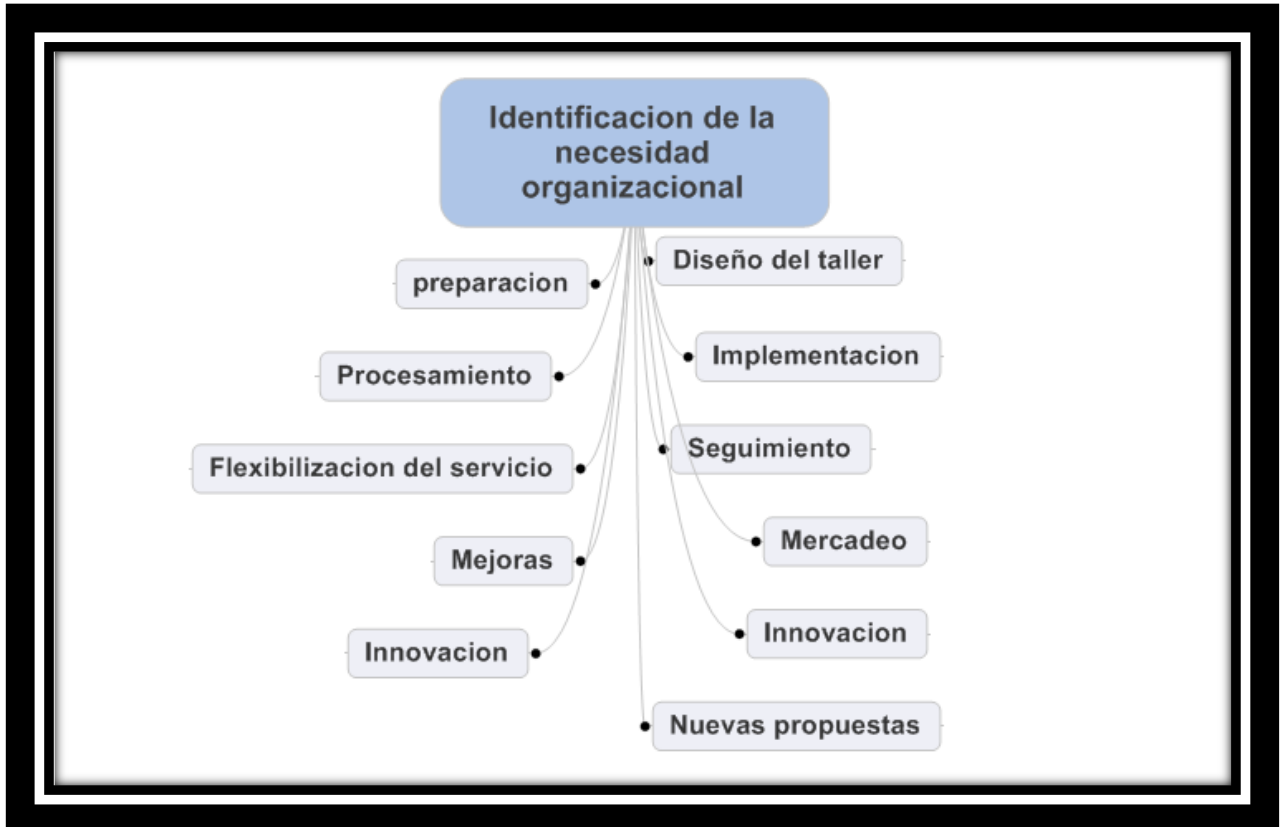 Identificacion de la
necesidad
organizacional
preparacion
Procesamiento
Flexibilizacion del servicio
Mejoras
Innovacion
Diseño del taller
Implementacion
Seguimiento
Mercadeo
Innovacion
Nuevas propuestas